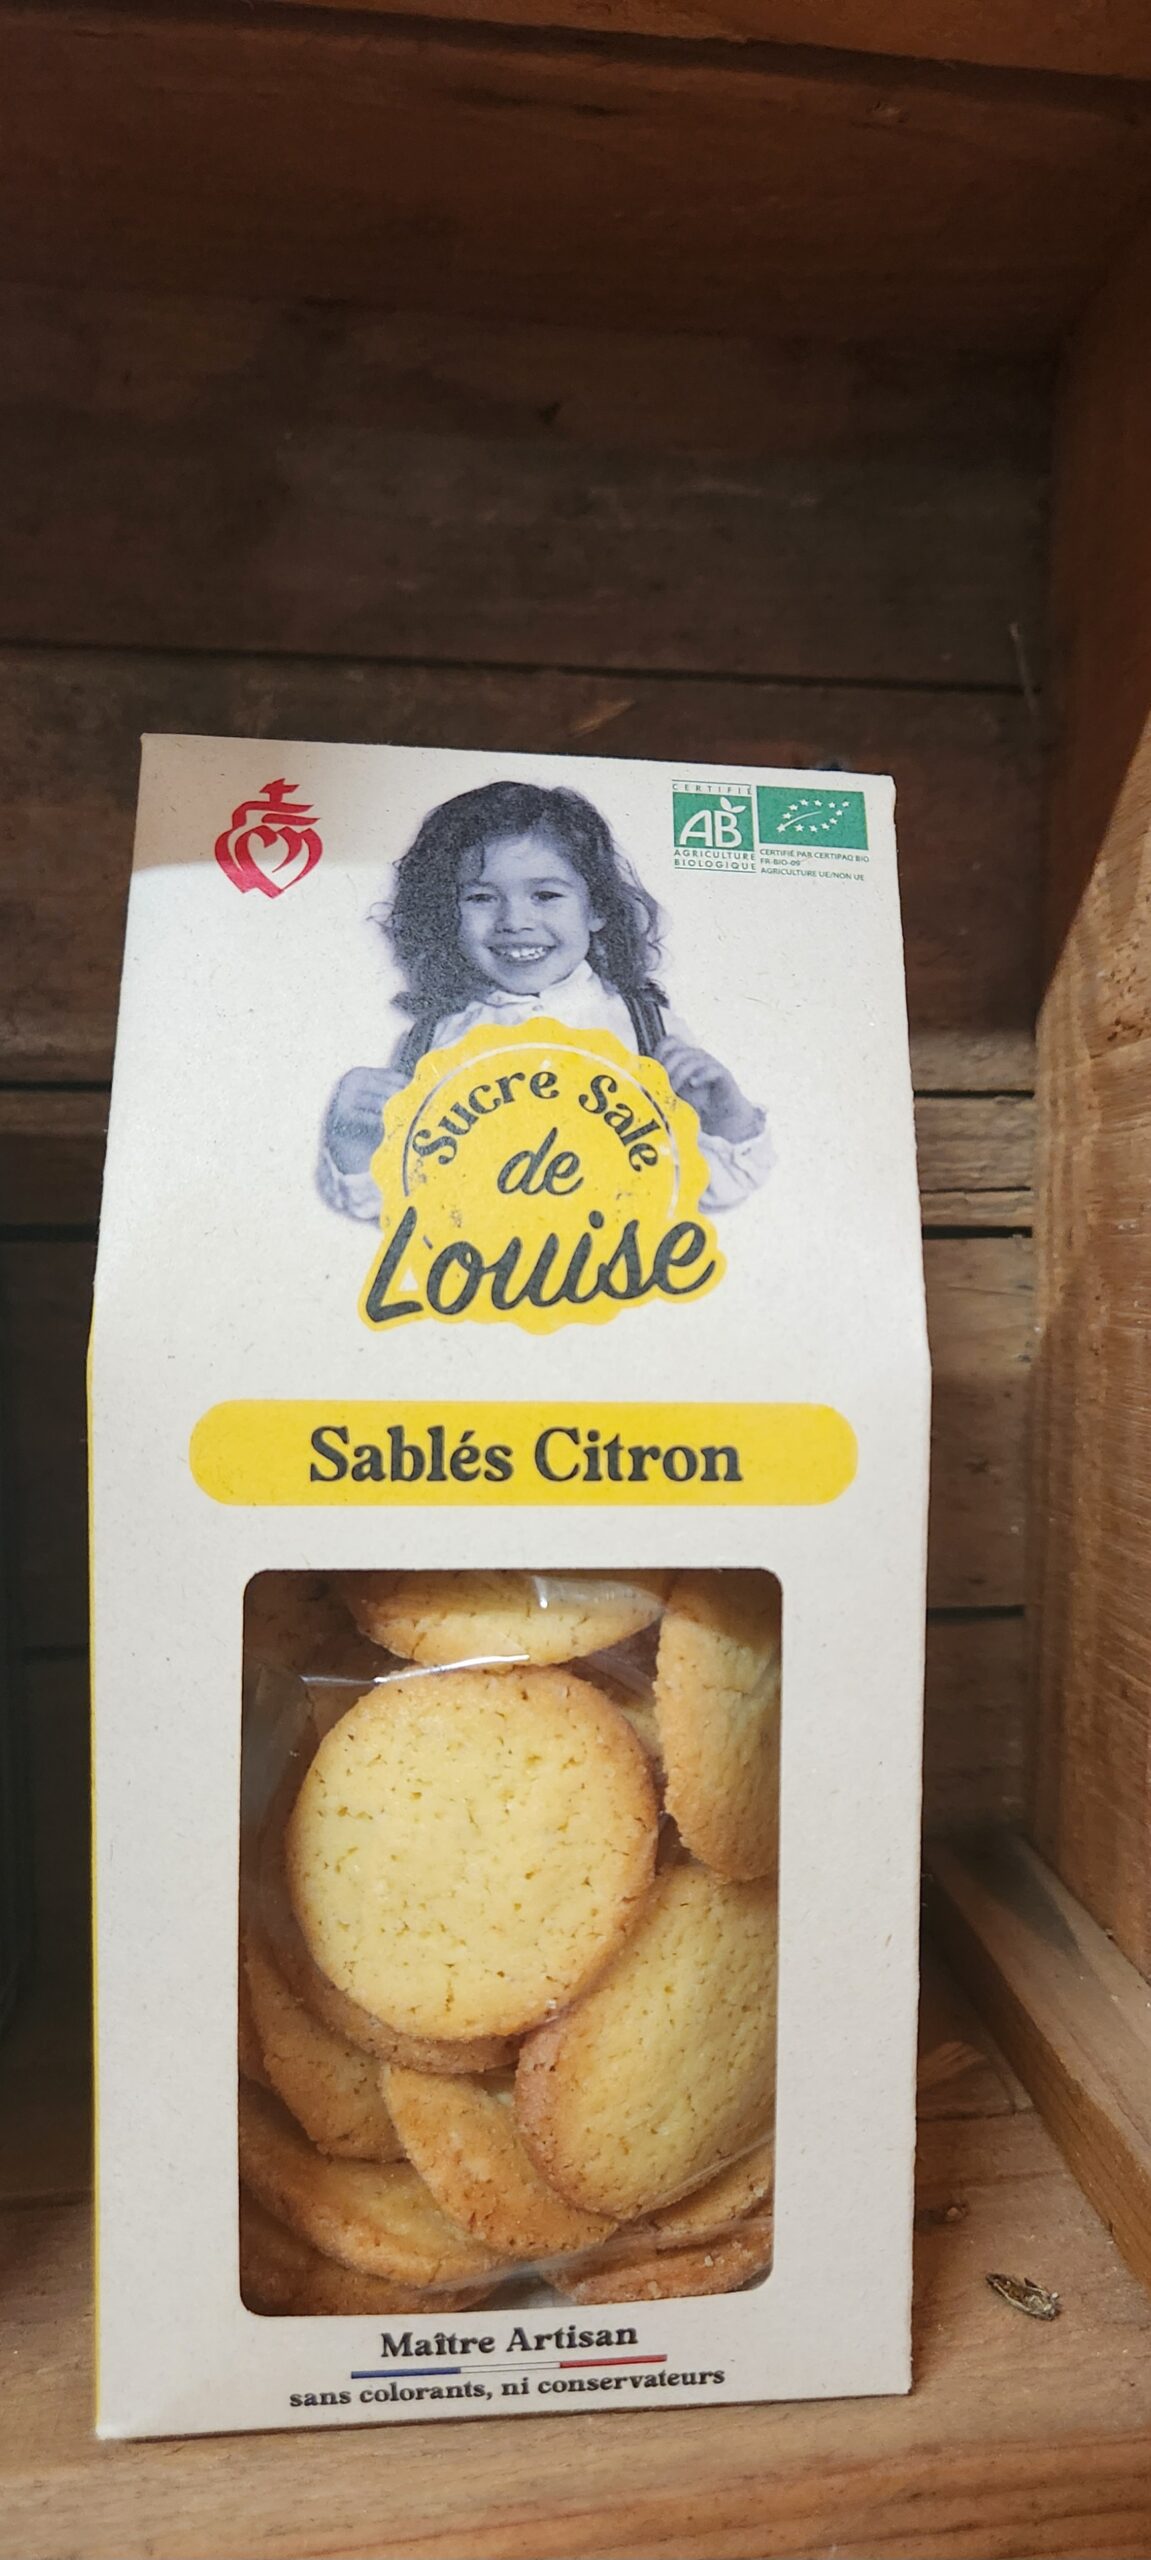 CERTIFIÉ
AB
AGRICULTURE
BIOLOGIQUE
CERTIFIÉ PAR CERTIPAQ BIO
FR-BIO-09
AGRICULTURE UE/NON UE
Sucre Sale
de
Louise
Sablés Citron
Maître Artisan
sans colorants, ni conservateurs